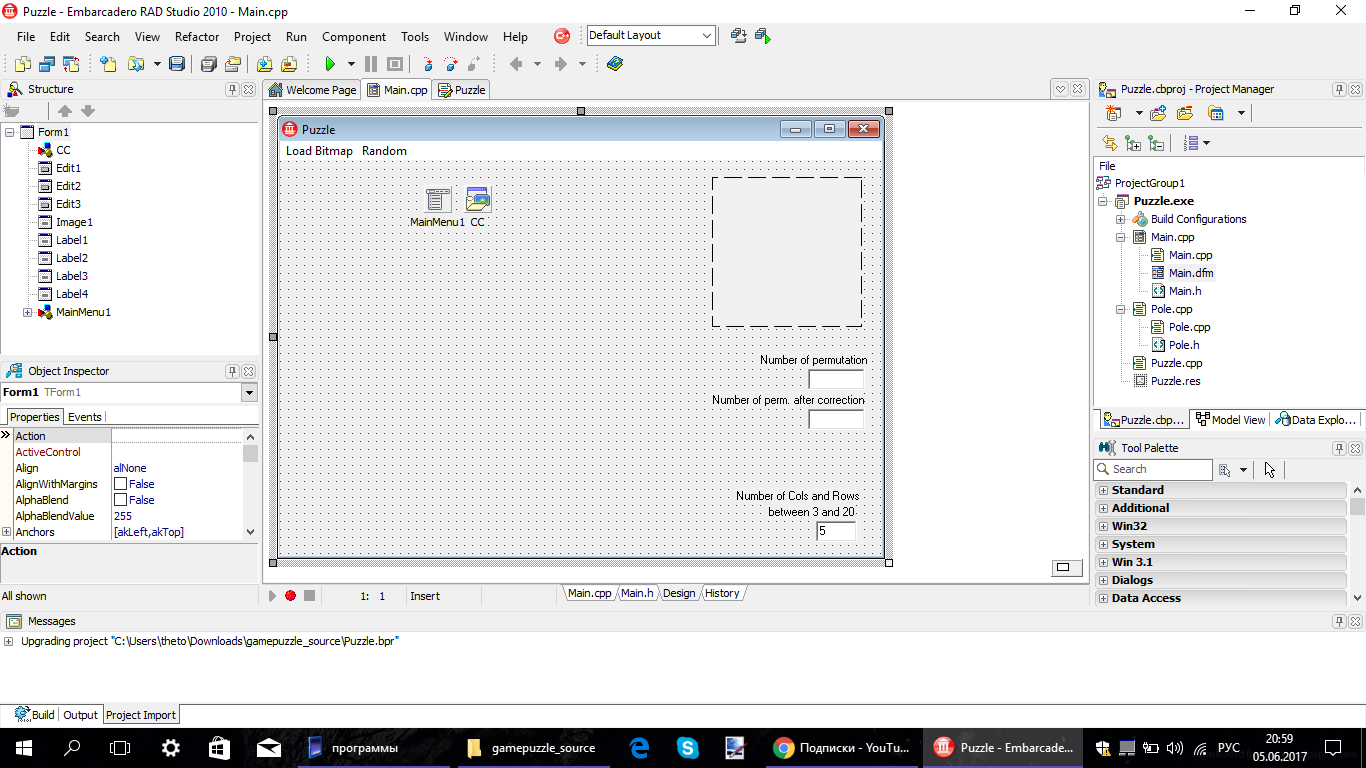 Puzzle - Embarcadero RAD Studio 2010 - Main.cpp
File Edit Search View Refactor Project Run Component Tools Window Help Default Layout
Structure
Form1
CC
Edit1
Edit2
Edit3
Image1
Label1
Label2
Label3
Label4
MainMenu1
Object Inspector
Form1 TForm1
Properties Events
Action
ActiveControl
Align alNone
AlignWithMargins False
AlphaBlend False
AlphaBlendValue 255
Anchors [akLeft,akTop]
Action
All shown
Welcome Page Main.cpp Puzzle
Puzzle
Load Bitmap Random
MainMenu1 CC
Number of permutation
Number of perm. after correction
Number of Cols and Rows
between 3 and 20
5
1: 1 Insert
Main.cpp Main.h Design History
Puzzle.cbproj - Project Manager
File
ProjectGroup1
Puzzle.exe
Build Configurations
Main.cpp
Main.cpp
Main.dfm
Main.h
Pole.cpp
Pole.cpp
Pole.h
Puzzle.cpp
Puzzle.res
Puzzle.cbp... Model View Data Explo...
Tool Palette
Search
Standard
Additional
Win32
System
Win 3.1
Dialogs
Data Access
Messages
Upgrading project "C:\Users\theto\Downloads\gamepuzzle_source\Puzzle.bpr"
Build Output Project Import
программы
gamepuzzle_source
Подписки - YouTu...
Puzzle - Embarcade...
РУС
20:59
05.06.2017